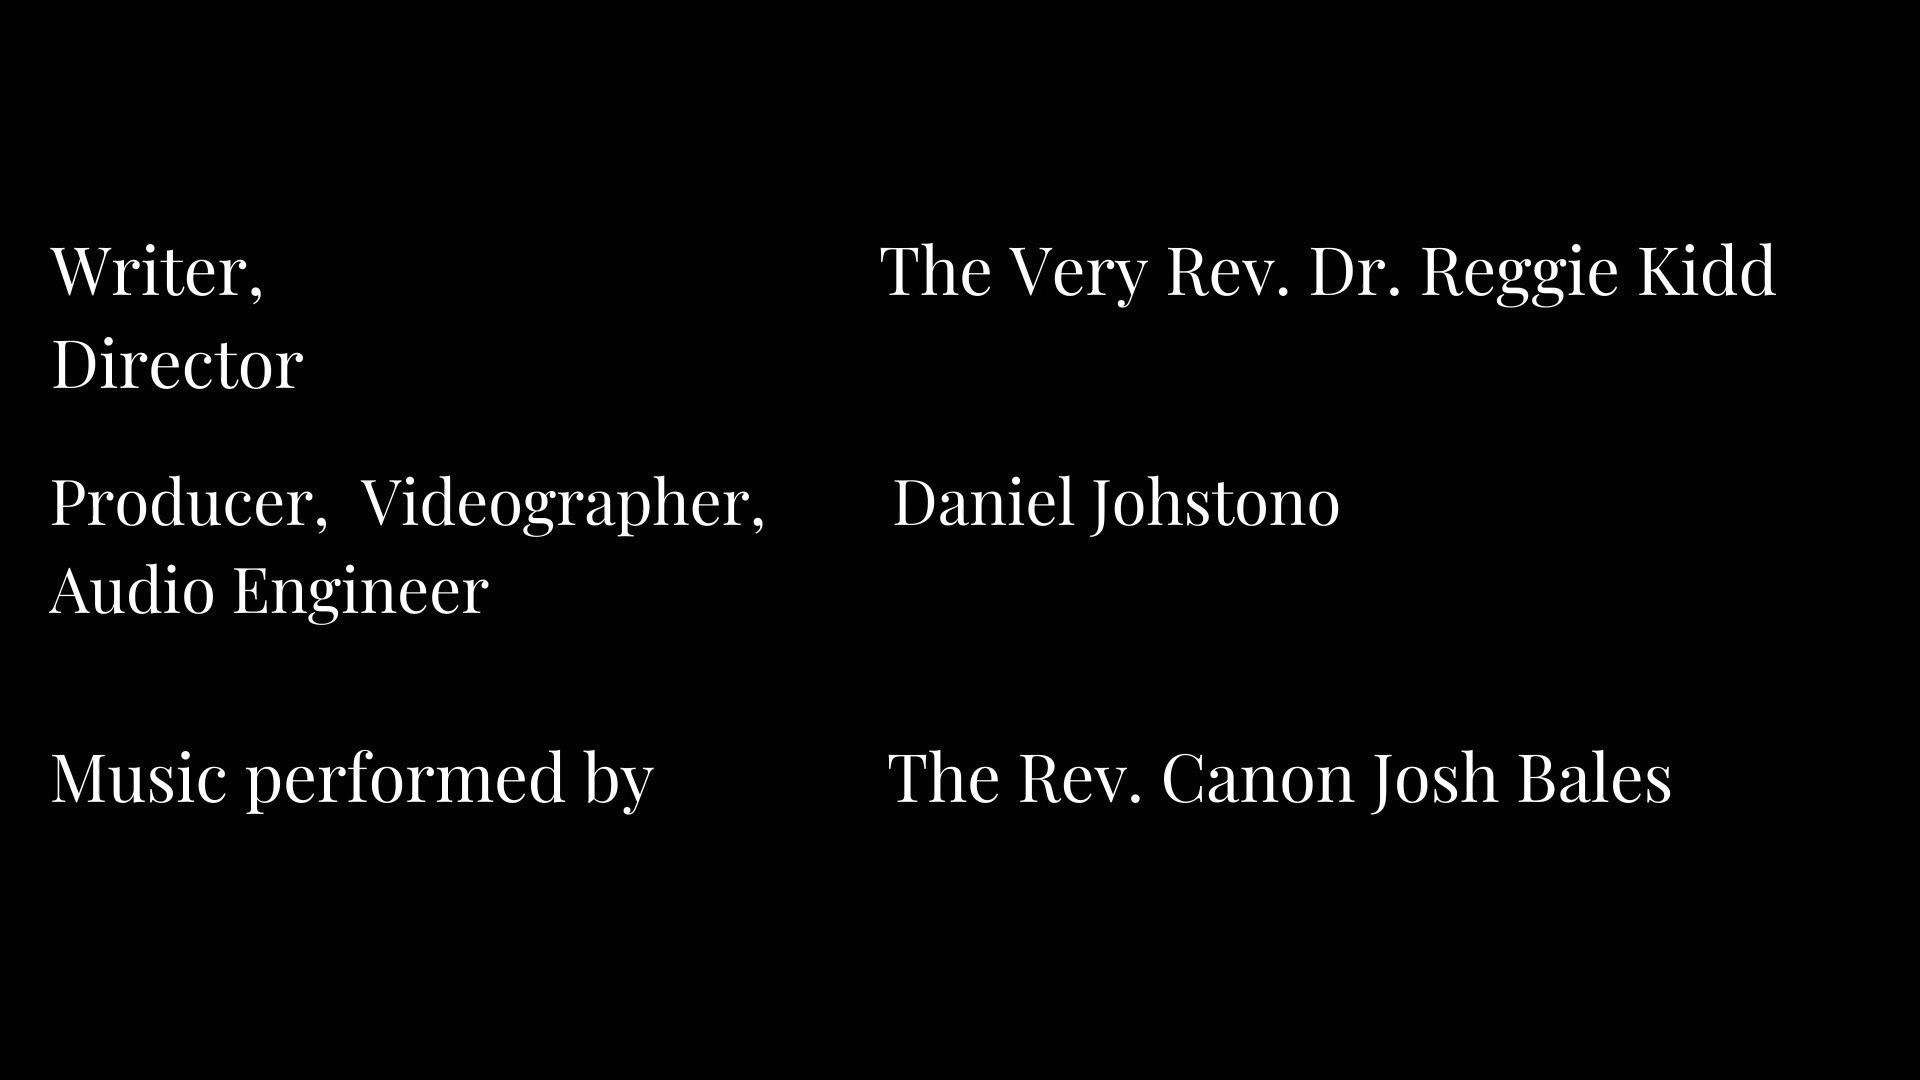 Writer, The Very Rev. Dr. Reggie Kidd
Director
Producer, Videographer, Daniel Johstono
Audio Engineer
Music performed by The Rev. Canon Josh Bales